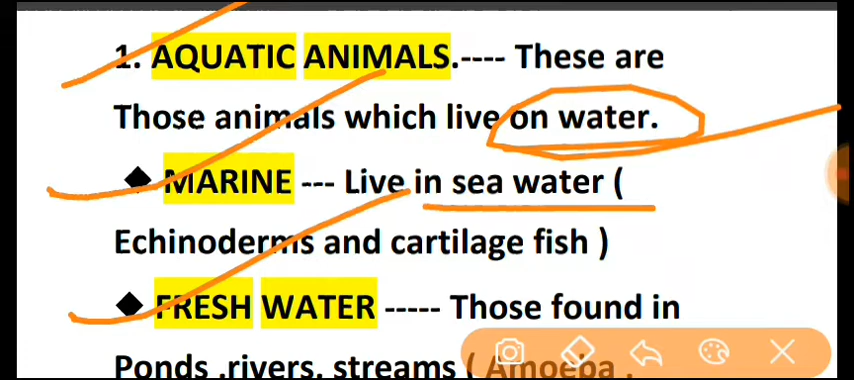 1. AQUATIC ANIMALS.---- These are
Those animals which live on water.
◆ MARINE --- Live in sea water (
Echinoderms and cartilage fish )
◆ FRESH WATER ----- Those found in
Ponds ,rivers, streams ( Amoeba ,